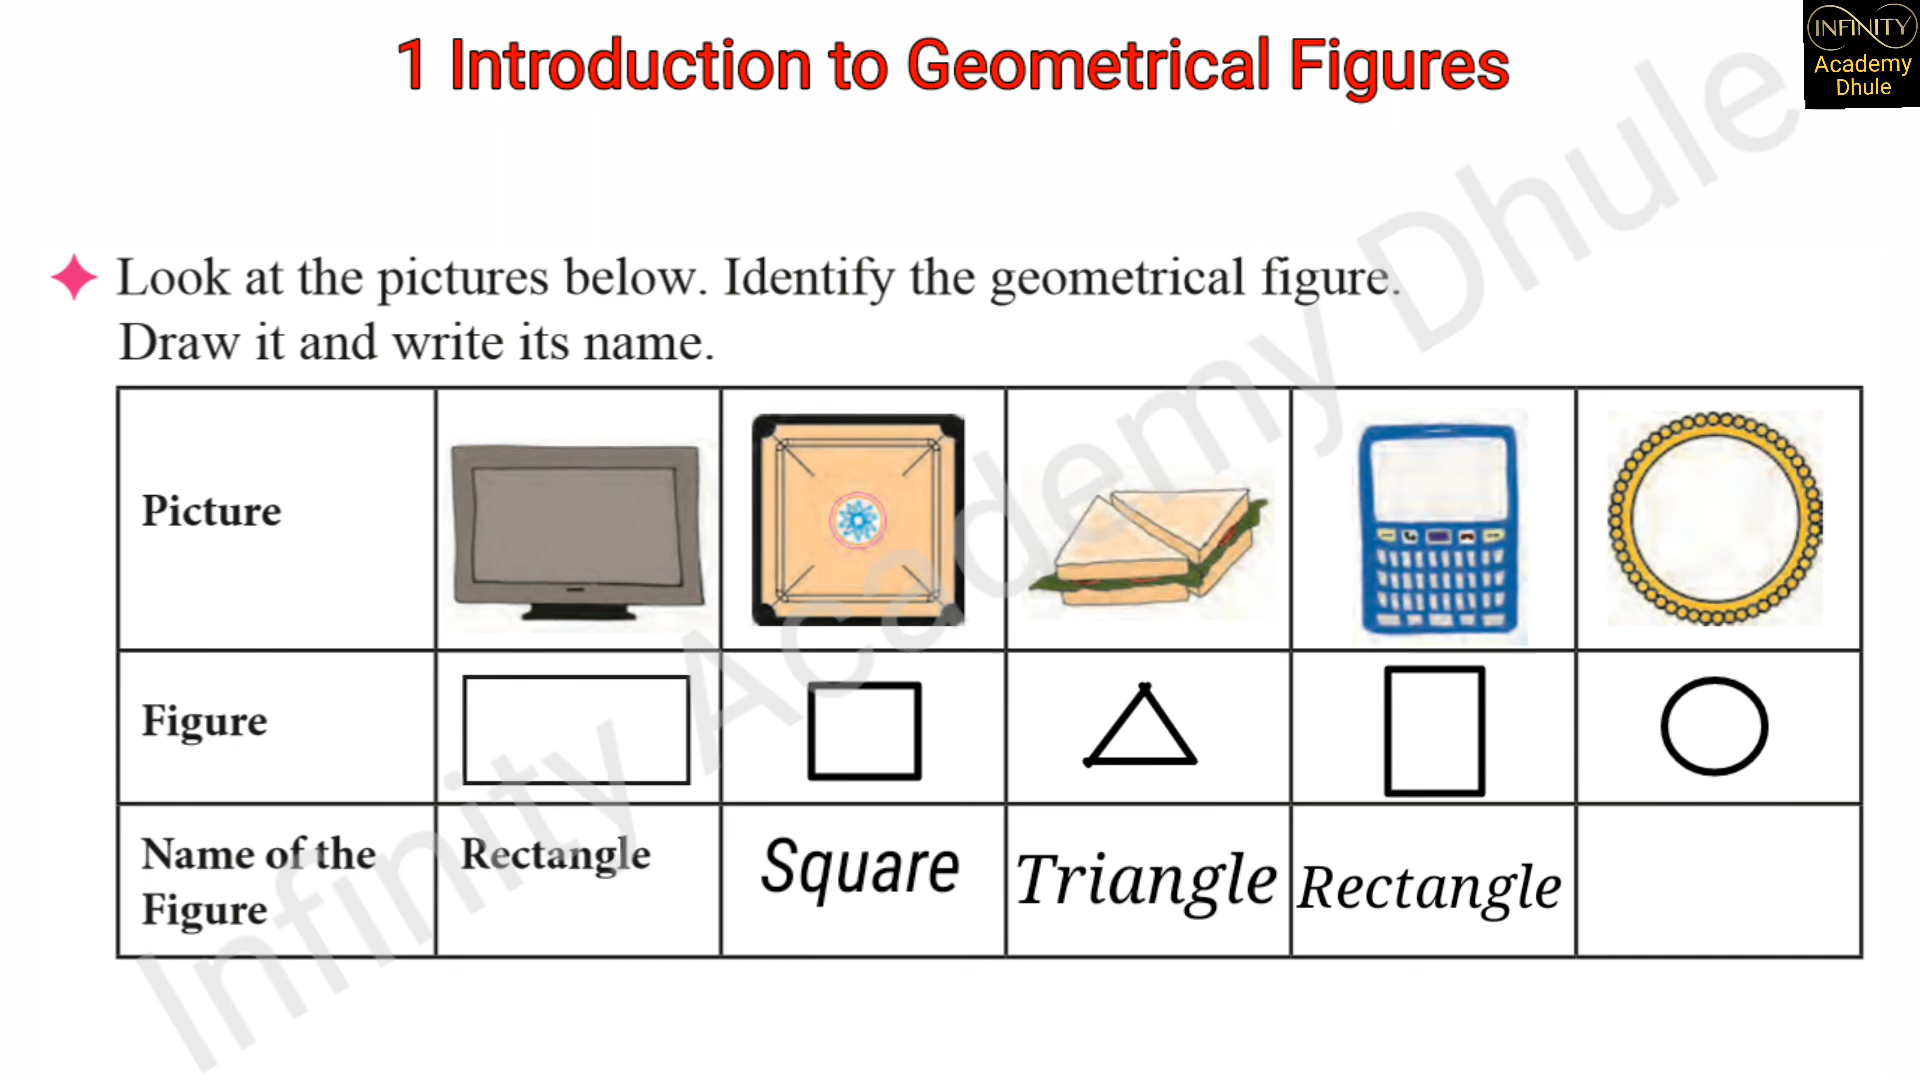 1 Introduction to Geometrical Figures
INFINITY
Academy
Dhule
Look at the pictures below. Identify the geometrical figure.
Draw it and write its name.
Picture
Figure
Name of the
Figure
Rectangle
Square
Triangle
Rectangle
Infinity Academy Dhule